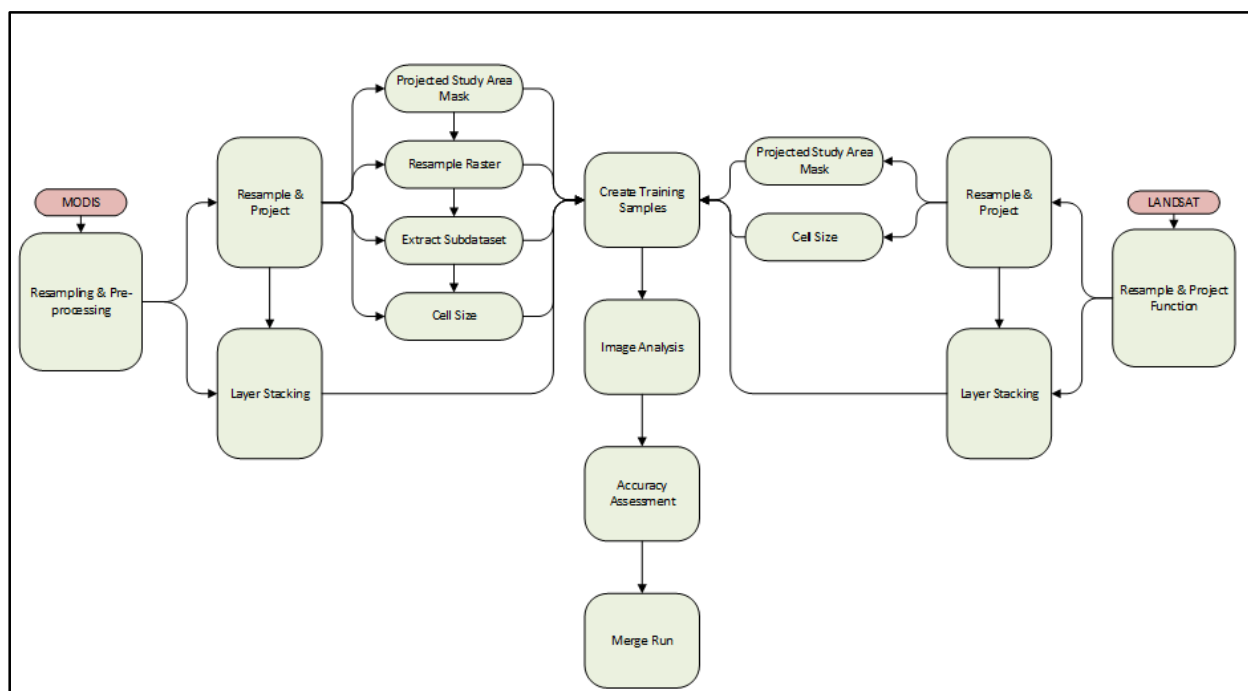 MODIS
Resampling & Pre-
processing
Resample &
Project
Layer Stacking
Projected Study Area
Mask
Resample Raster
Extract Subdataset
Cell Size
Create Training
Samples
Image Analysis
Accuracy
Assessment
Merge Run
Projected Study Area
Mask
Cell Size
Resample &
Project
Layer Stacking
LANDSAT
Resample & Project
Function